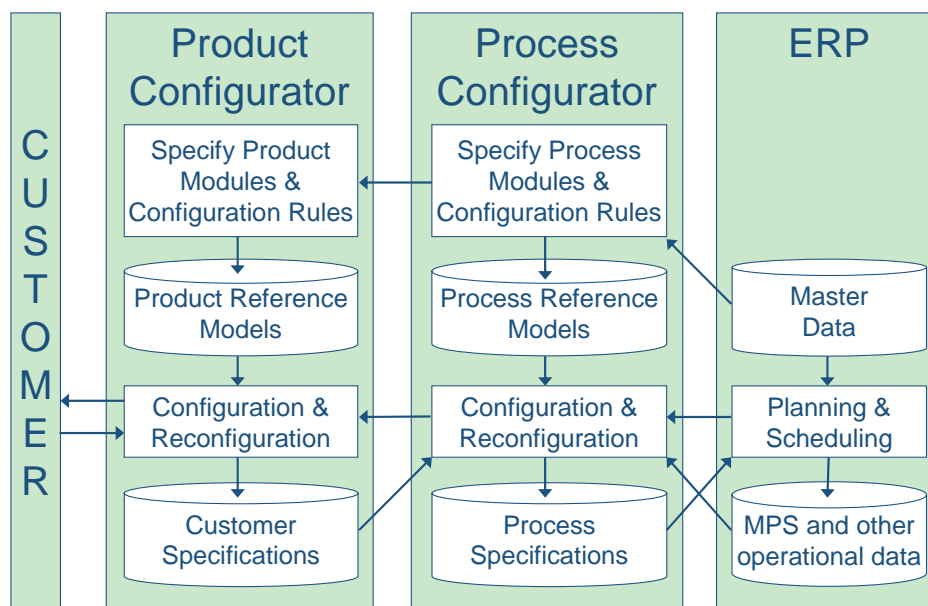 CUSTOMER
Product
Configurator
Specify Product
Modules &
Configuration Rules
Product Reference
Models
Configuration &
Reconfiguration
Customer
Specifications
Process
Configurator
Specify Process
Modules &
Configuration Rules
Process Reference
Models
Configuration &
Reconfiguration
Process
Specifications
ERP
Master
Data
Planning &
Scheduling
MPS and other
operational data